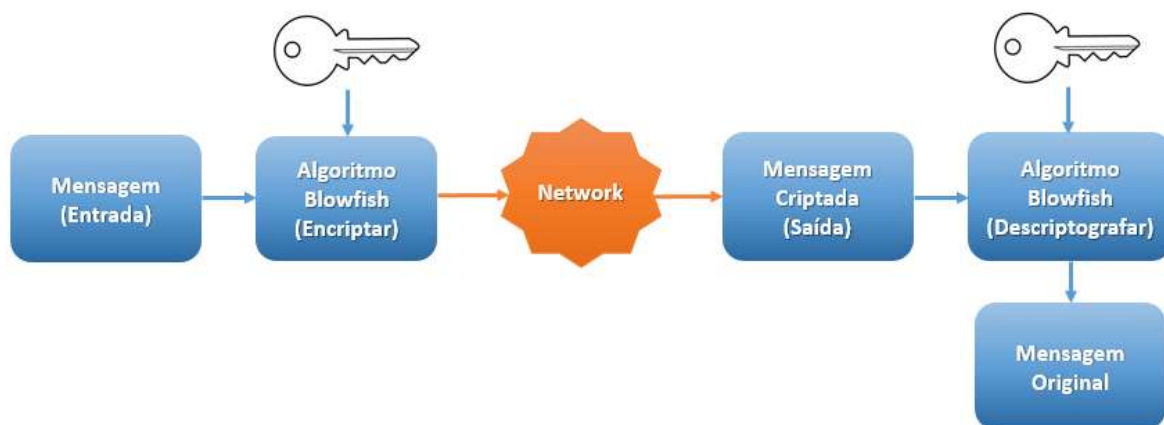 Mensagem
(Entrada)
Algoritmo
Blowfish
(Encriptar)
Network
Mensagem
Criptada
(Saída)
Algoritmo
Blowfish
(Descriptografar)
Mensagem
Original